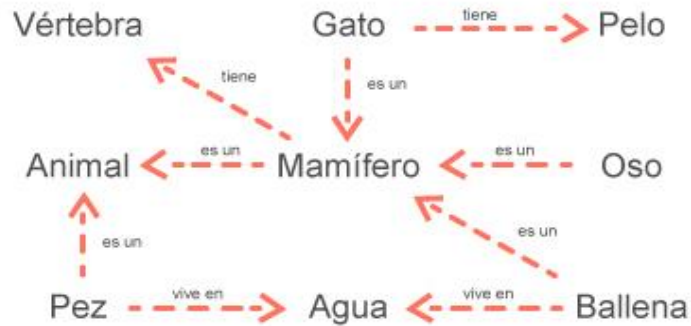 Vértebra Gato tiene Pelo
tiene es un
Animal es un Mamífero es un Oso
es un es un
Pez vive en Agua vive en Ballena